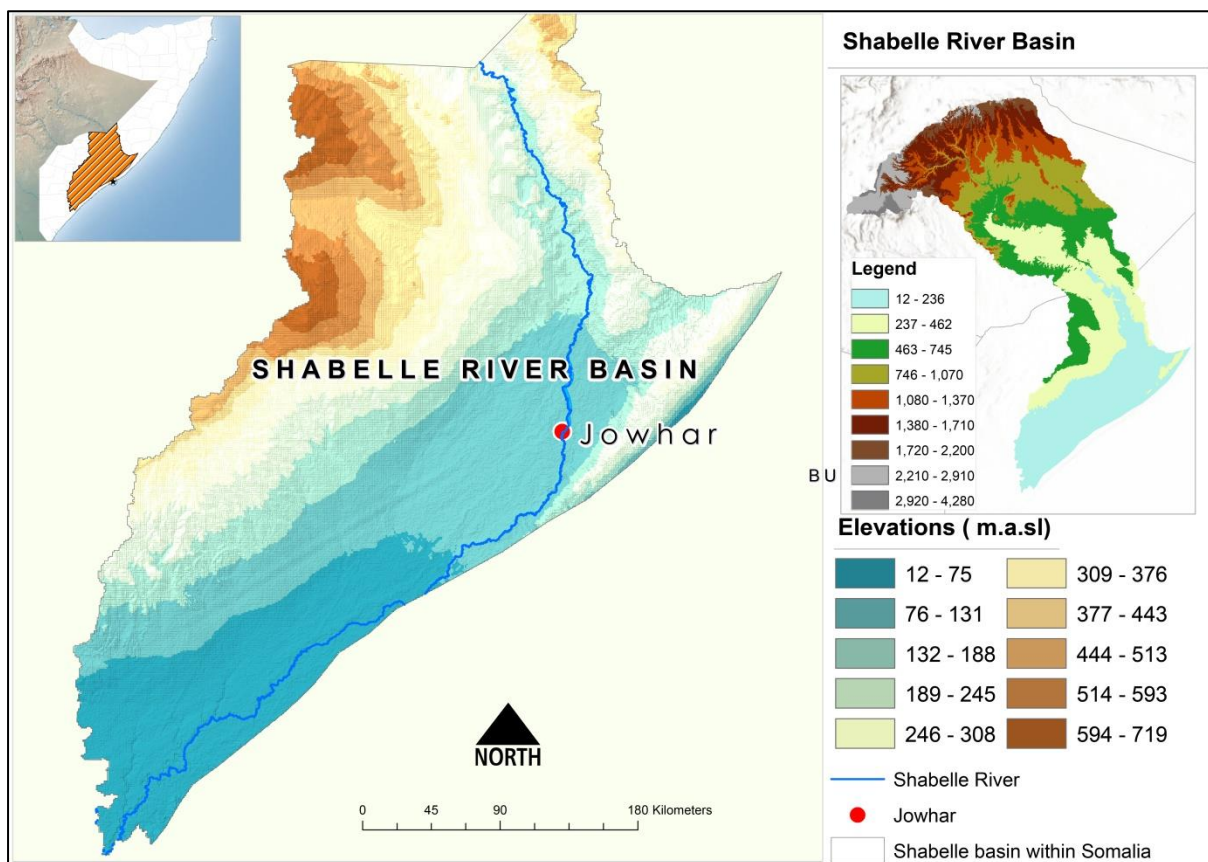 SHABELLE RIVER BASIN
Jowhar
NORTH
0 45 90 180 Kilometers
Shabelle River Basin
Legend
12 - 236
237 - 462
463 - 745
746 - 1,070
1,080 - 1,370
1,380 - 1,710
1,720 - 2,200
2,210 - 2,910
2,920 - 4,280
B U
Elevations ( m.a.sl)
12 - 75
76 - 131
132 - 188
189 - 245
246 - 308
309 - 376
377 - 443
444 - 513
514 - 593
594 - 719
Shabelle River
Jowhar
Shabelle basin within Somalia